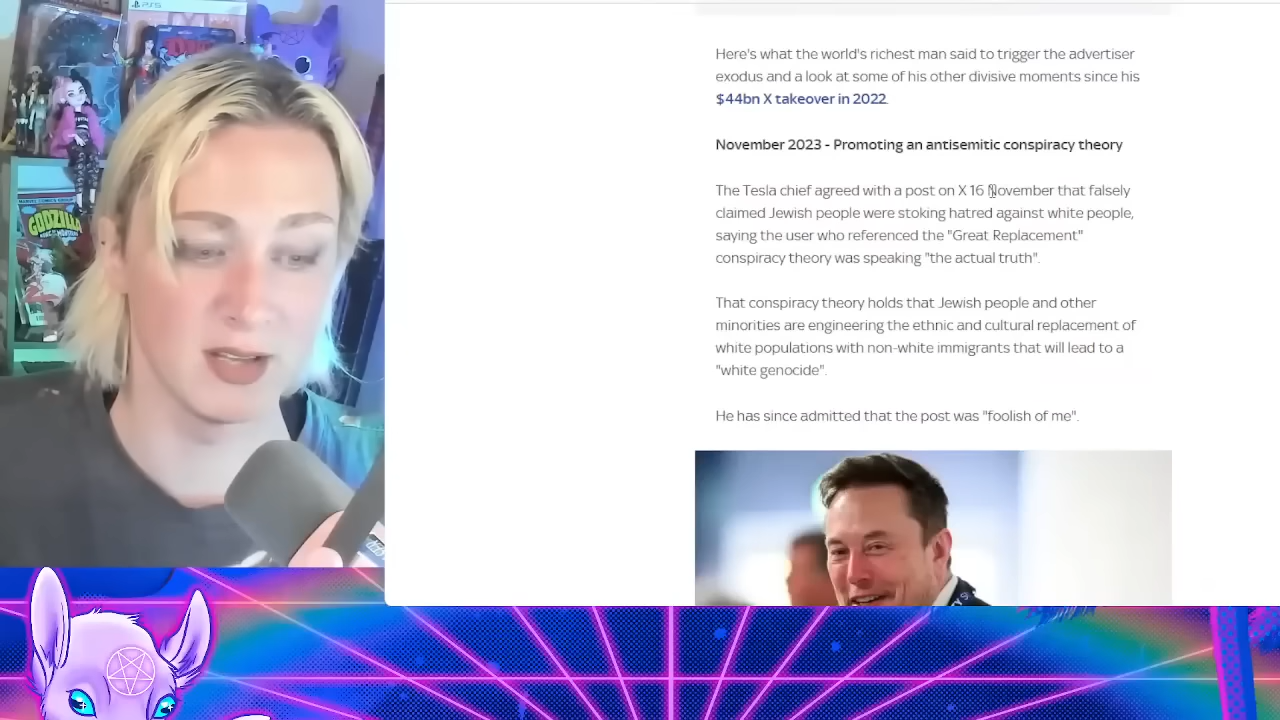 PS5
MARVEL COMICS GROUP
GODZILLA
Here's what the world's richest man said to trigger the advertiser
exodus and a look at some of his other divisive moments since his
$44bn X takeover in 2022.
November 2023 - Promoting an antisemitic conspiracy theory
The Tesla chief agreed with a post on X 16 November that falsely
claimed Jewish people were stoking hatred against white people,
saying the user who referenced the "Great Replacement"
conspiracy theory was speaking "the actual truth".
That conspiracy theory holds that Jewish people and other
minorities are engineering the ethnic and cultural replacement of
white populations with non-white immigrants that will lead to a
"white genocide".
He has since admitted that the post was "foolish of me".